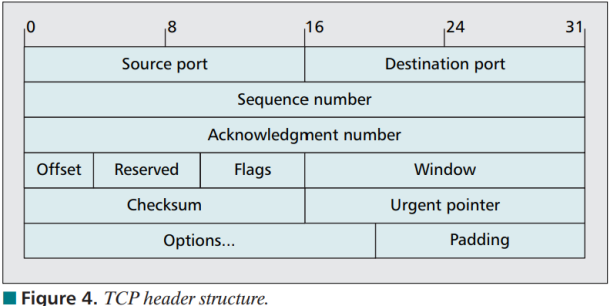 0 8 16 24 31
Source port Destination port
Sequence number
Acknowledgment number
Offset Reserved Flags Window
Checksum Urgent pointer
Options... Padding
Figure 4. TCP header structure.